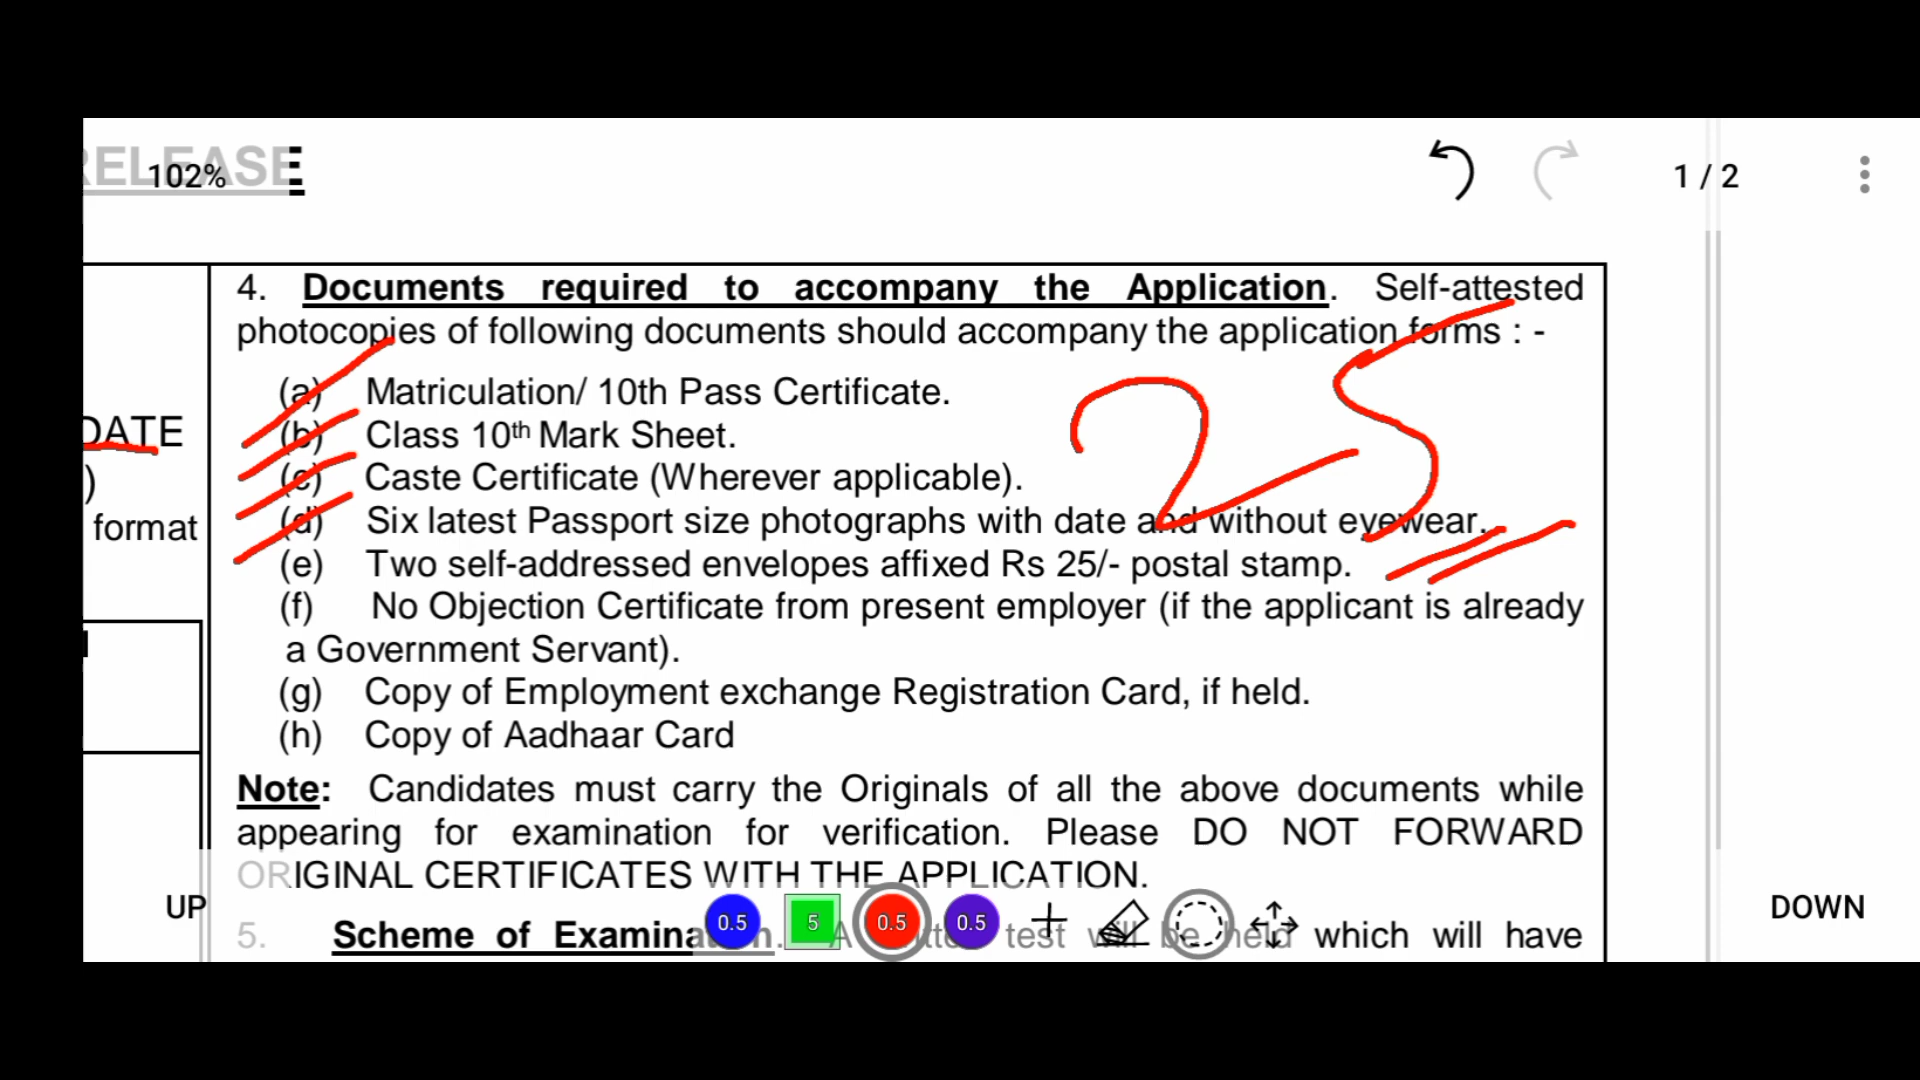 RELEASE
102%
1 / 2
4. Documents required to accompany the Application. Self-attested
photocopies of following documents should accompany the application forms : -
(a) Matriculation/ 10th Pass Certificate.
(b) Class 10th Mark Sheet.
(c) Caste Certificate (Wherever applicable).
(d) Six latest Passport size photographs with date and without eyewear.
(e) Two self-addressed envelopes affixed Rs 25/- postal stamp.
(f) No Objection Certificate from present employer (if the applicant is already
a Government Servant).
(g) Copy of Employment exchange Registration Card, if held.
(h) Copy of Aadhaar Card
Note: Candidates must carry the Originals of all the above documents while
appearing for examination for verification. Please DO NOT FORWARD
ORIGINAL CERTIFICATES WITH THE APPLICATION.
5. Scheme of Examination. A written test will be held which will have
25
DATE
)
format
UP
DOWN
0.5
5
0.5
0.5